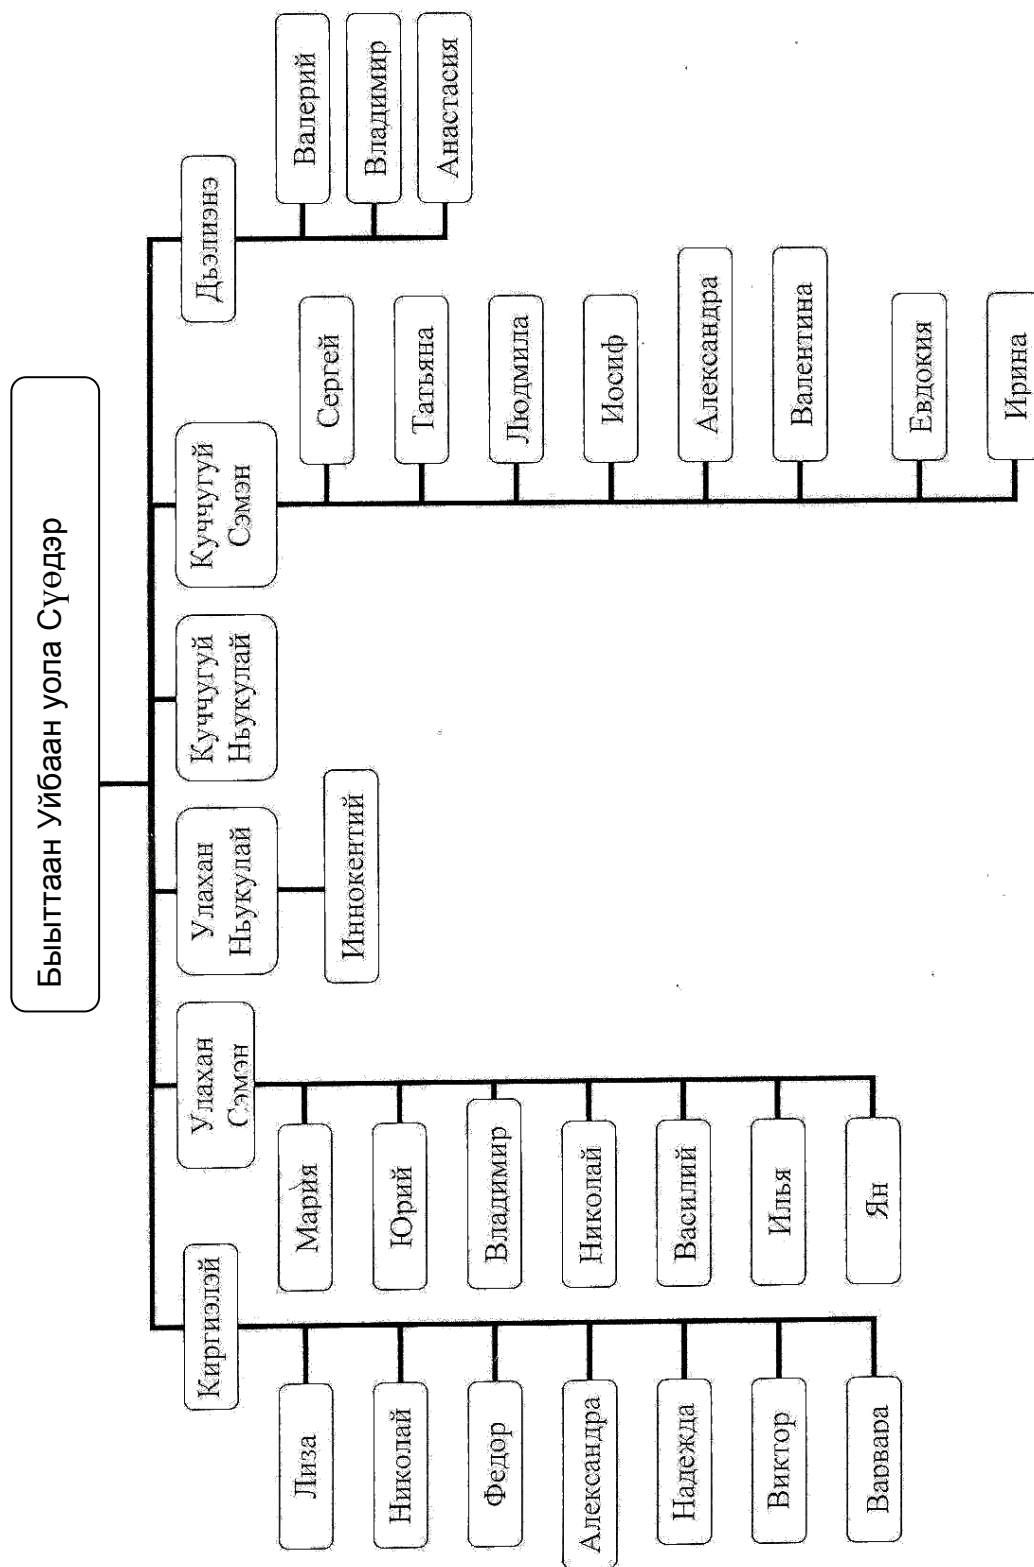 Быыттаан Уйбаан уола Сүөдэр
Киргиэлэй
Лиза
Николай
Федор
Александра
Надежда
Виктор
Варвара
Улахан
Сэмэн
Мария
Юрий
Владимир
Николай
Василий
Илья
Ян
Улахан
Ньукулай
Иннокентий
Куччугуй
Ньукулай
Куччугуй
Сэмэн
Сергей
Татьяна
Людмила
Иосиф
Александра
Валентина
Евдокия
Ирина
Дьэлиэнэ
Валерий
Владимир
Анастасия